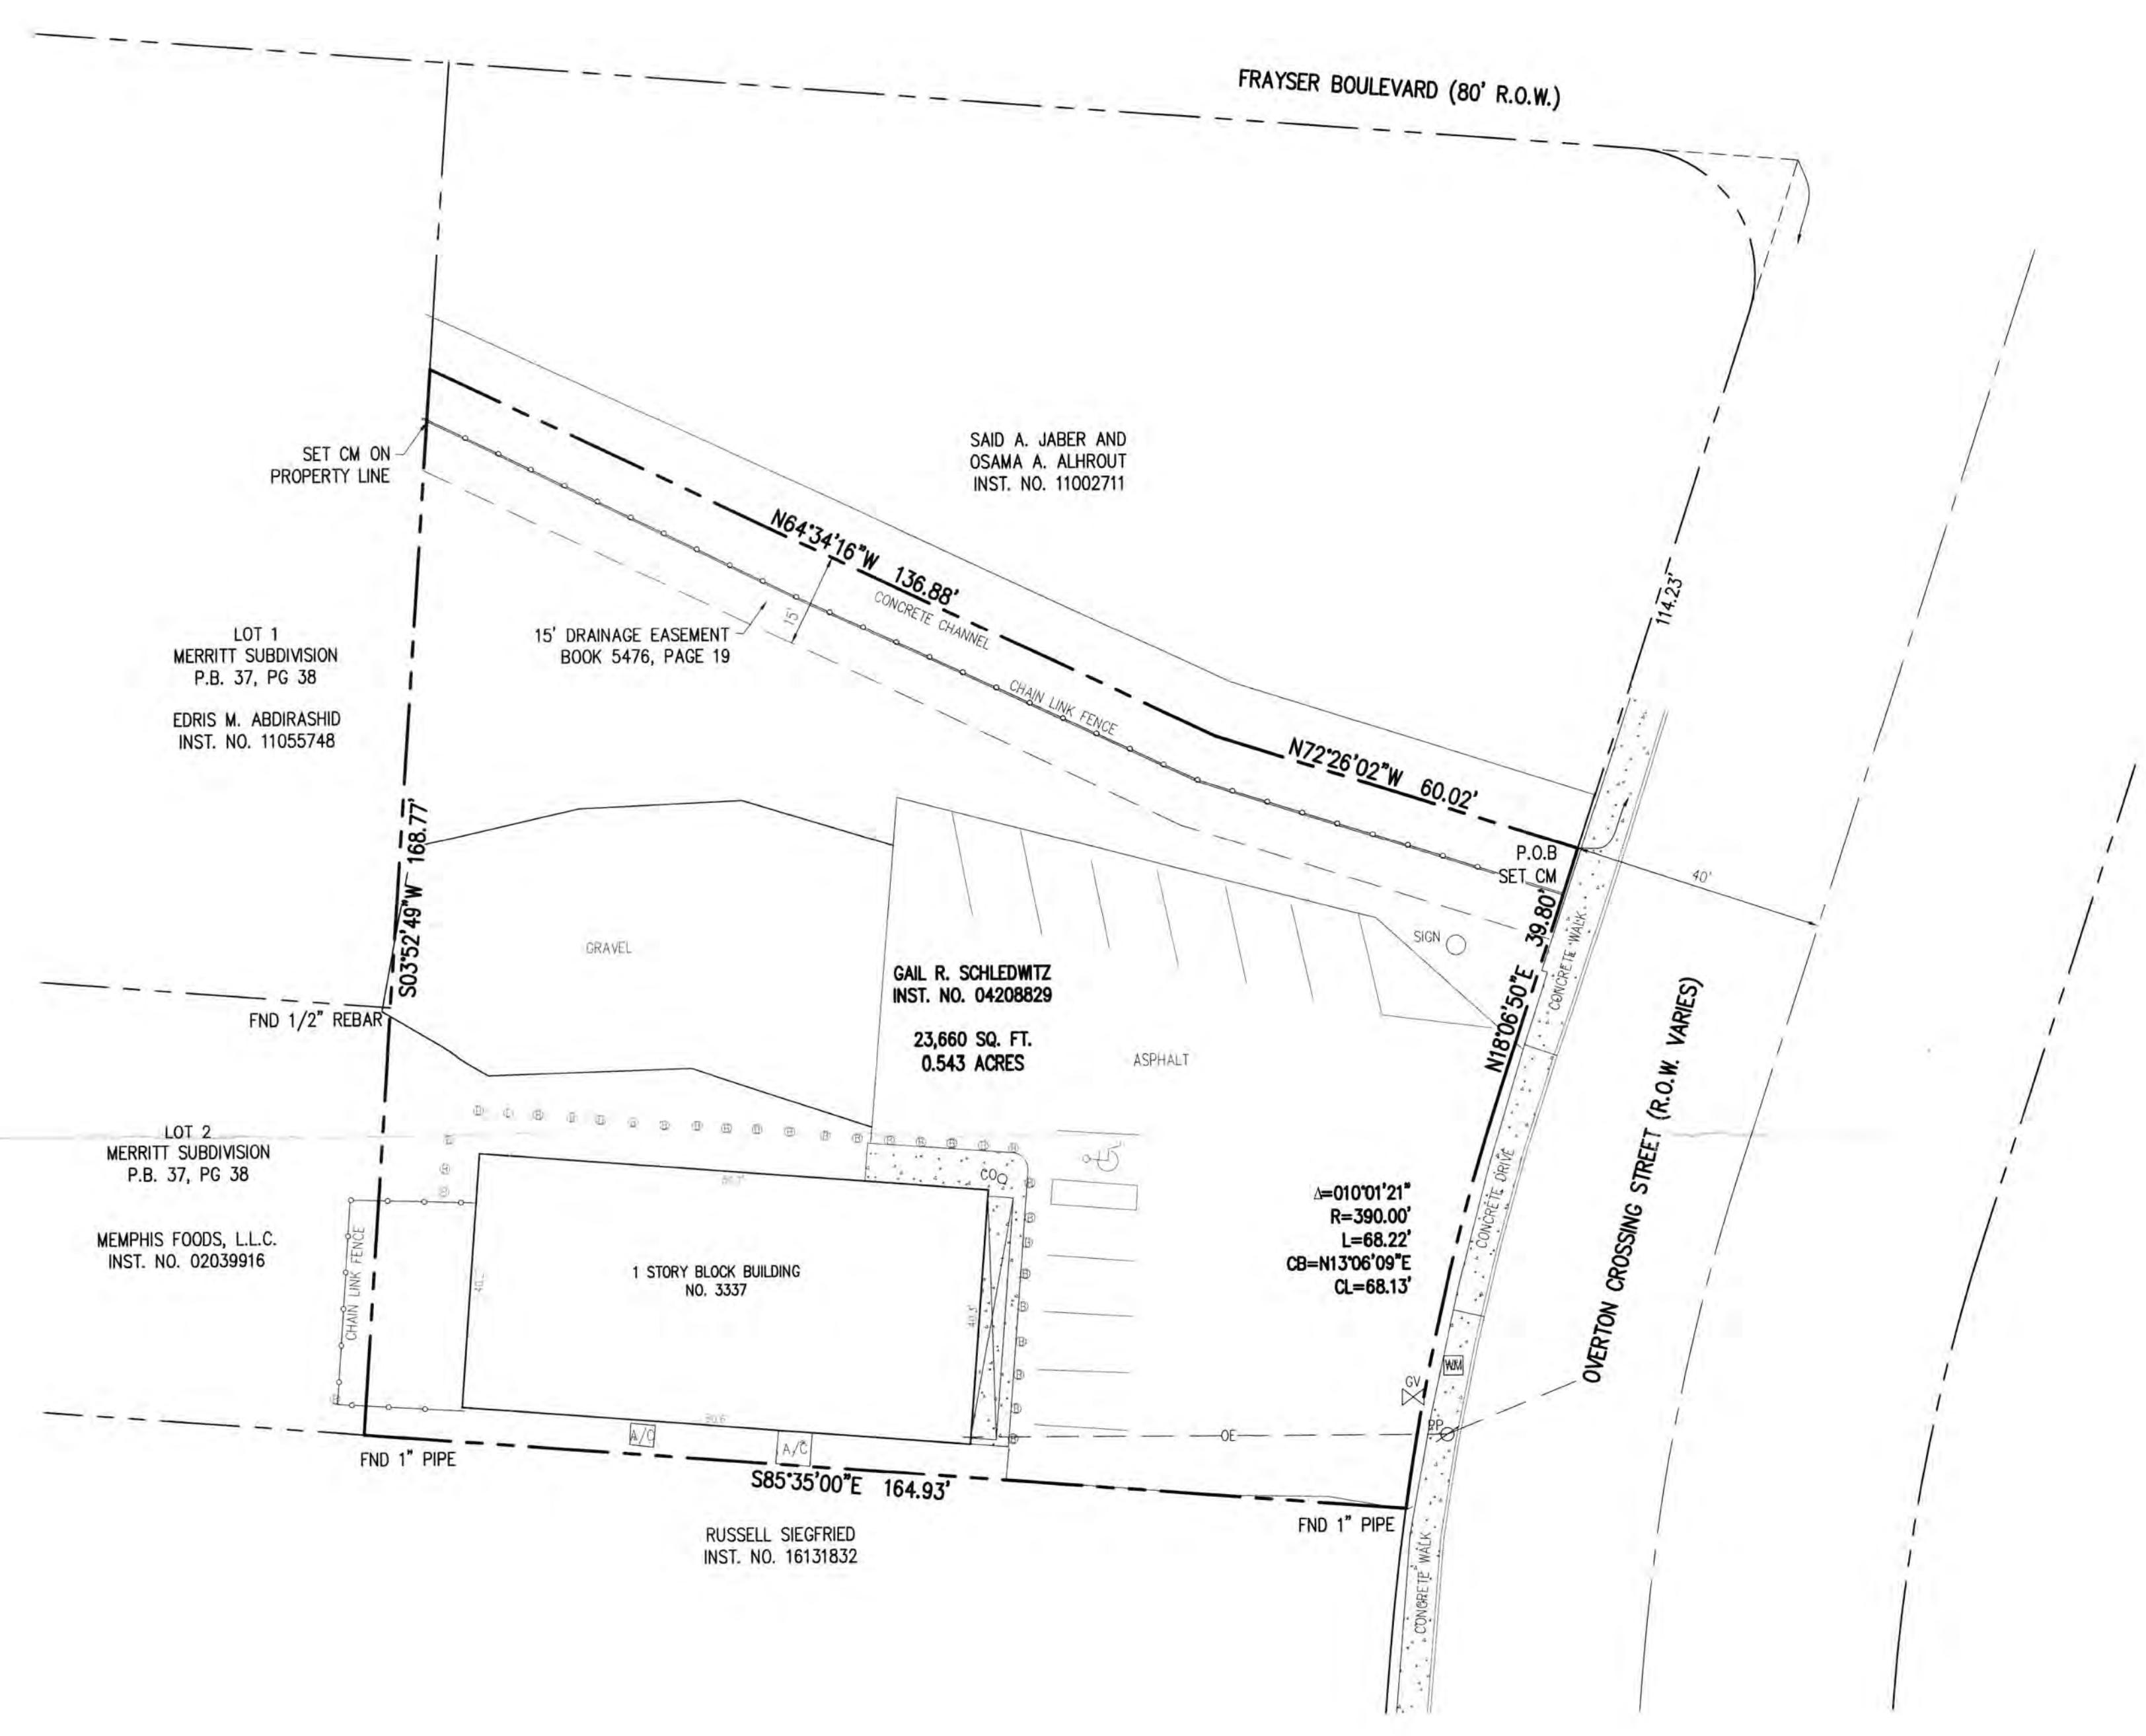 FRAYSER BOULEVARD (80' R.O.W.)
SAID A. JABER AND
OSAMA A. ALHROUT
INST. NO. 11002711
SET CM ON
PROPERTY LINE
N64°34'16"W 136.88'
CONCRETE CHANNEL
15'
114.23'
15' DRAINAGE EASEMENT
BOOK 5476, PAGE 19
CHAIN LINK FENCE
LOT 1
MERRITT SUBDIVISION
P.B. 37, PG 38
EDRIS M. ABDIRASHID
INST. NO. 11055748
N72°26'02"W 60.02'
P.O.B
SET CM
40'
S03°52'49"W 168.77'
GRAVEL
SIGN
N18°06'50"E 39.80'
CONCRETE WALK
GAIL R. SCHLEDWITZ
INST. NO. 04208829
23,660 SQ. FT.
0.543 ACRES
ASPHALT
FND 1/2" REBAR
OVERTON CROSSING STREET (R.O.W. VARIES)
LOT 2
MERRITT SUBDIVISION
P.B. 37, PG 38
MEMPHIS FOODS, L.L.C.
INST. NO. 02039916
CO
CONCRETE DRIVE
Δ=010°01'21"
R=390.00'
L=68.22'
CB=N13°06'09"E
CL=68.13'
CHAIN LINK FENCE
1 STORY BLOCK BUILDING
NO. 3337
40.3'
80.6'
WM
GV
PP
OE
A/C
A/C
FND 1" PIPE
S85°35'00"E 164.93'
FND 1" PIPE
RUSSELL SIEGFRIED
INST. NO. 16131832
CONCRETE WALK